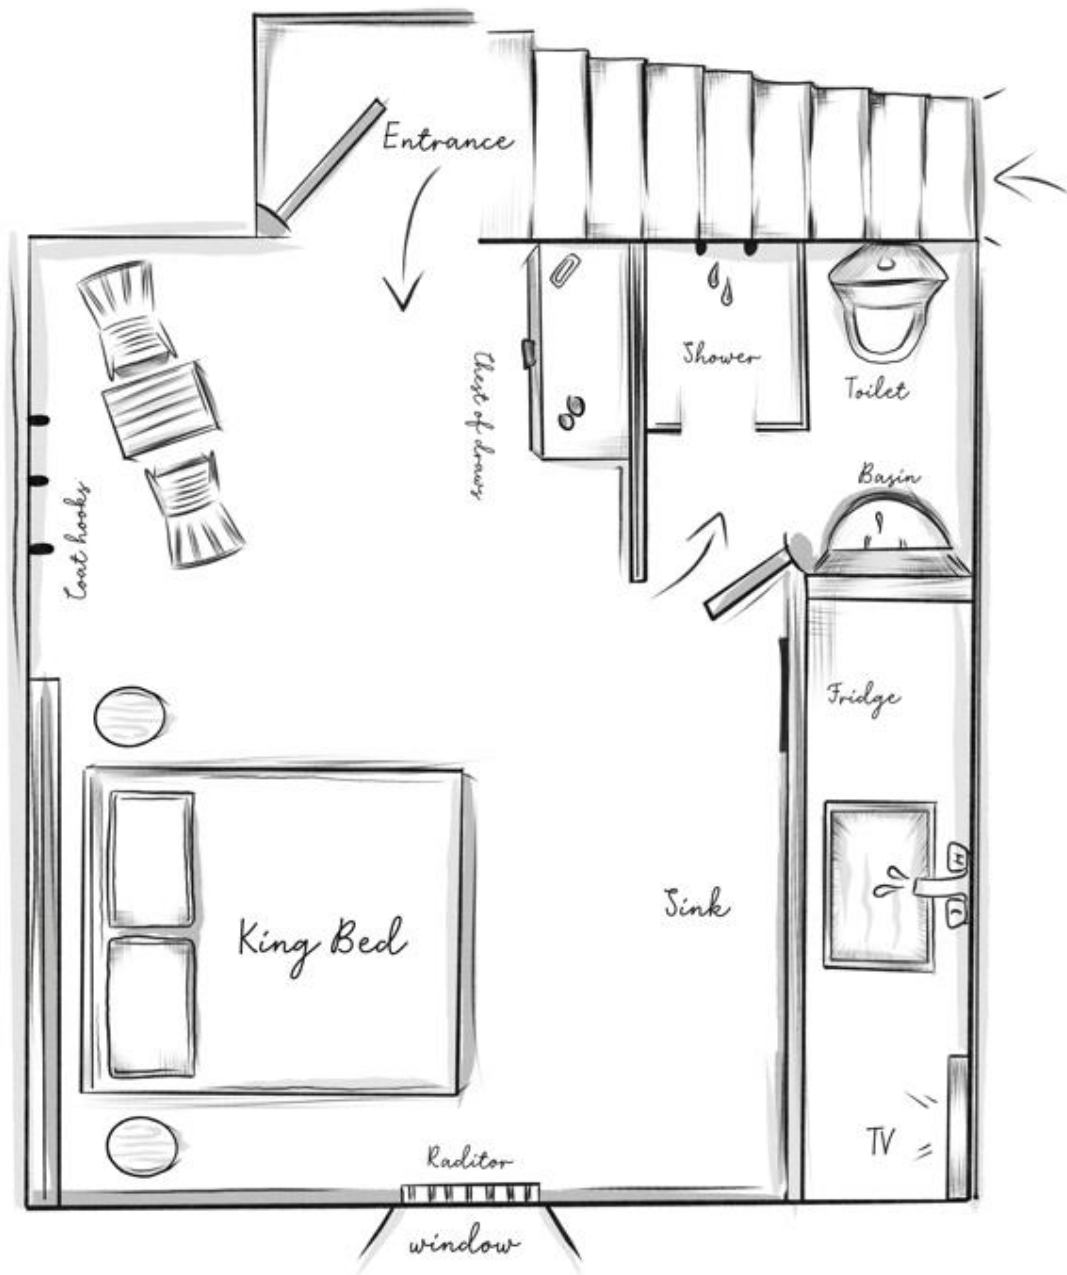 Entrance
Shower
Toilet
Chest of draws
Basin
Coat hooks
Fridge
Sink
King Bed
TV
Raditor
window